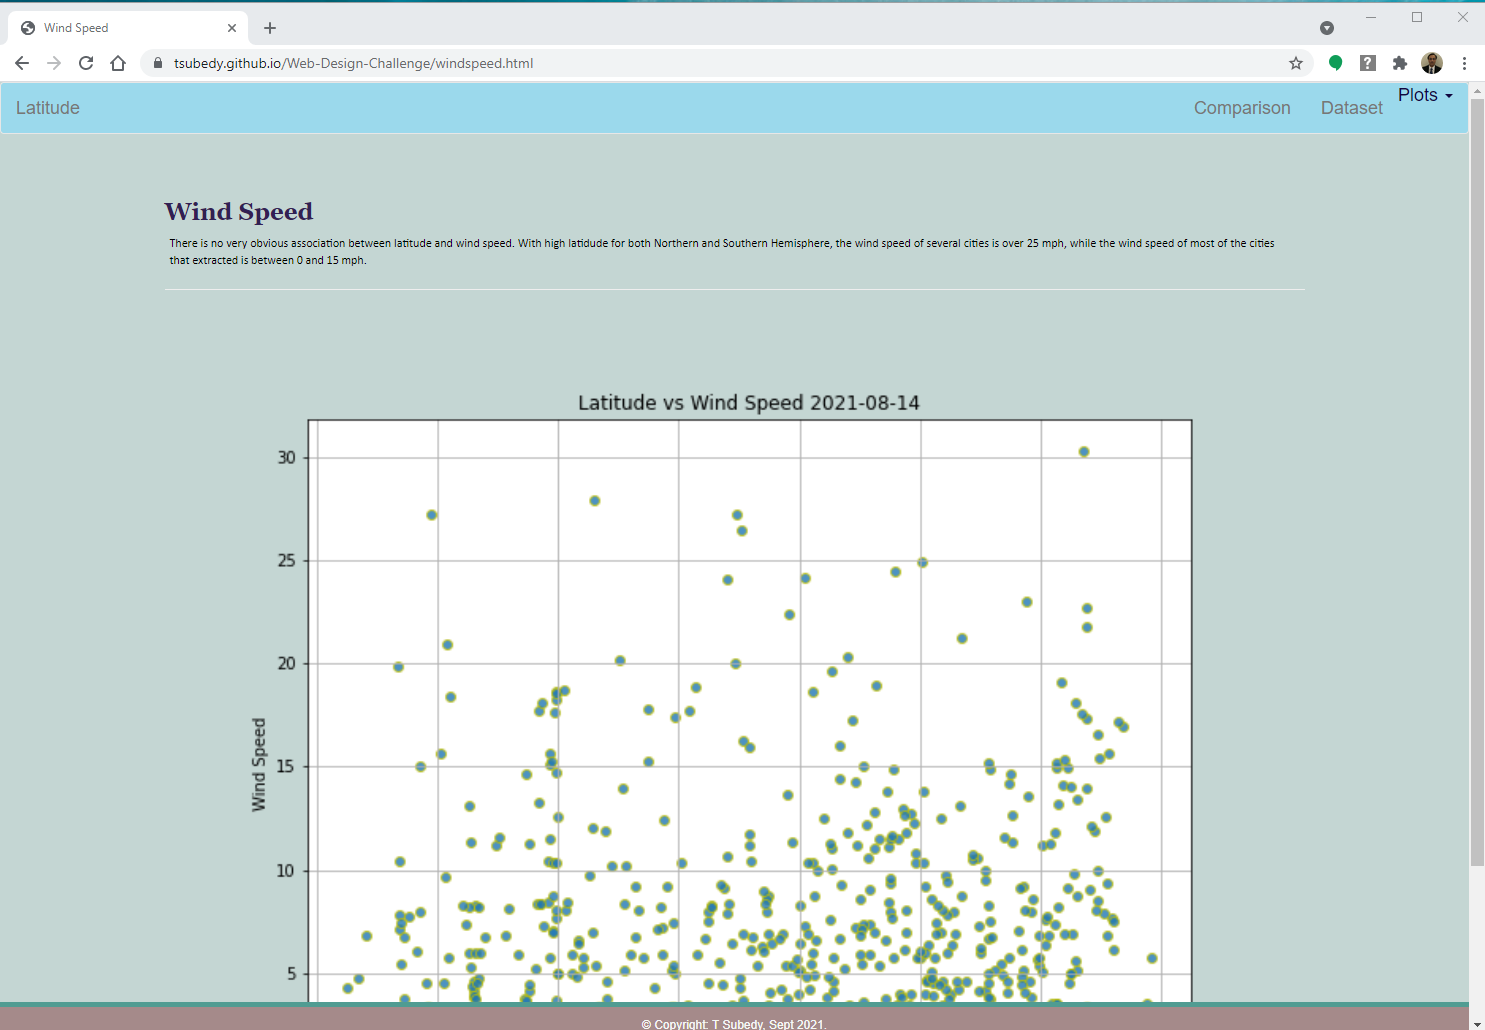 Wind Speed
tsubedy.github.io/Web-Design-Challenge/windspeed.html
Latitude
Comparison
Dataset
Plots
Wind Speed
There is no very obvious association between latitude and wind speed. With high latidude for both Northern and Southern Hemisphere, the wind speed of several cities is over 25 mph, while the wind speed of most of the cities
that extracted is between 0 and 15 mph.
Latitude vs Wind Speed 2021-08-14
30
25
20
15
10
5
Wind Speed
© Copyright: T Subedy, Sept 2021.